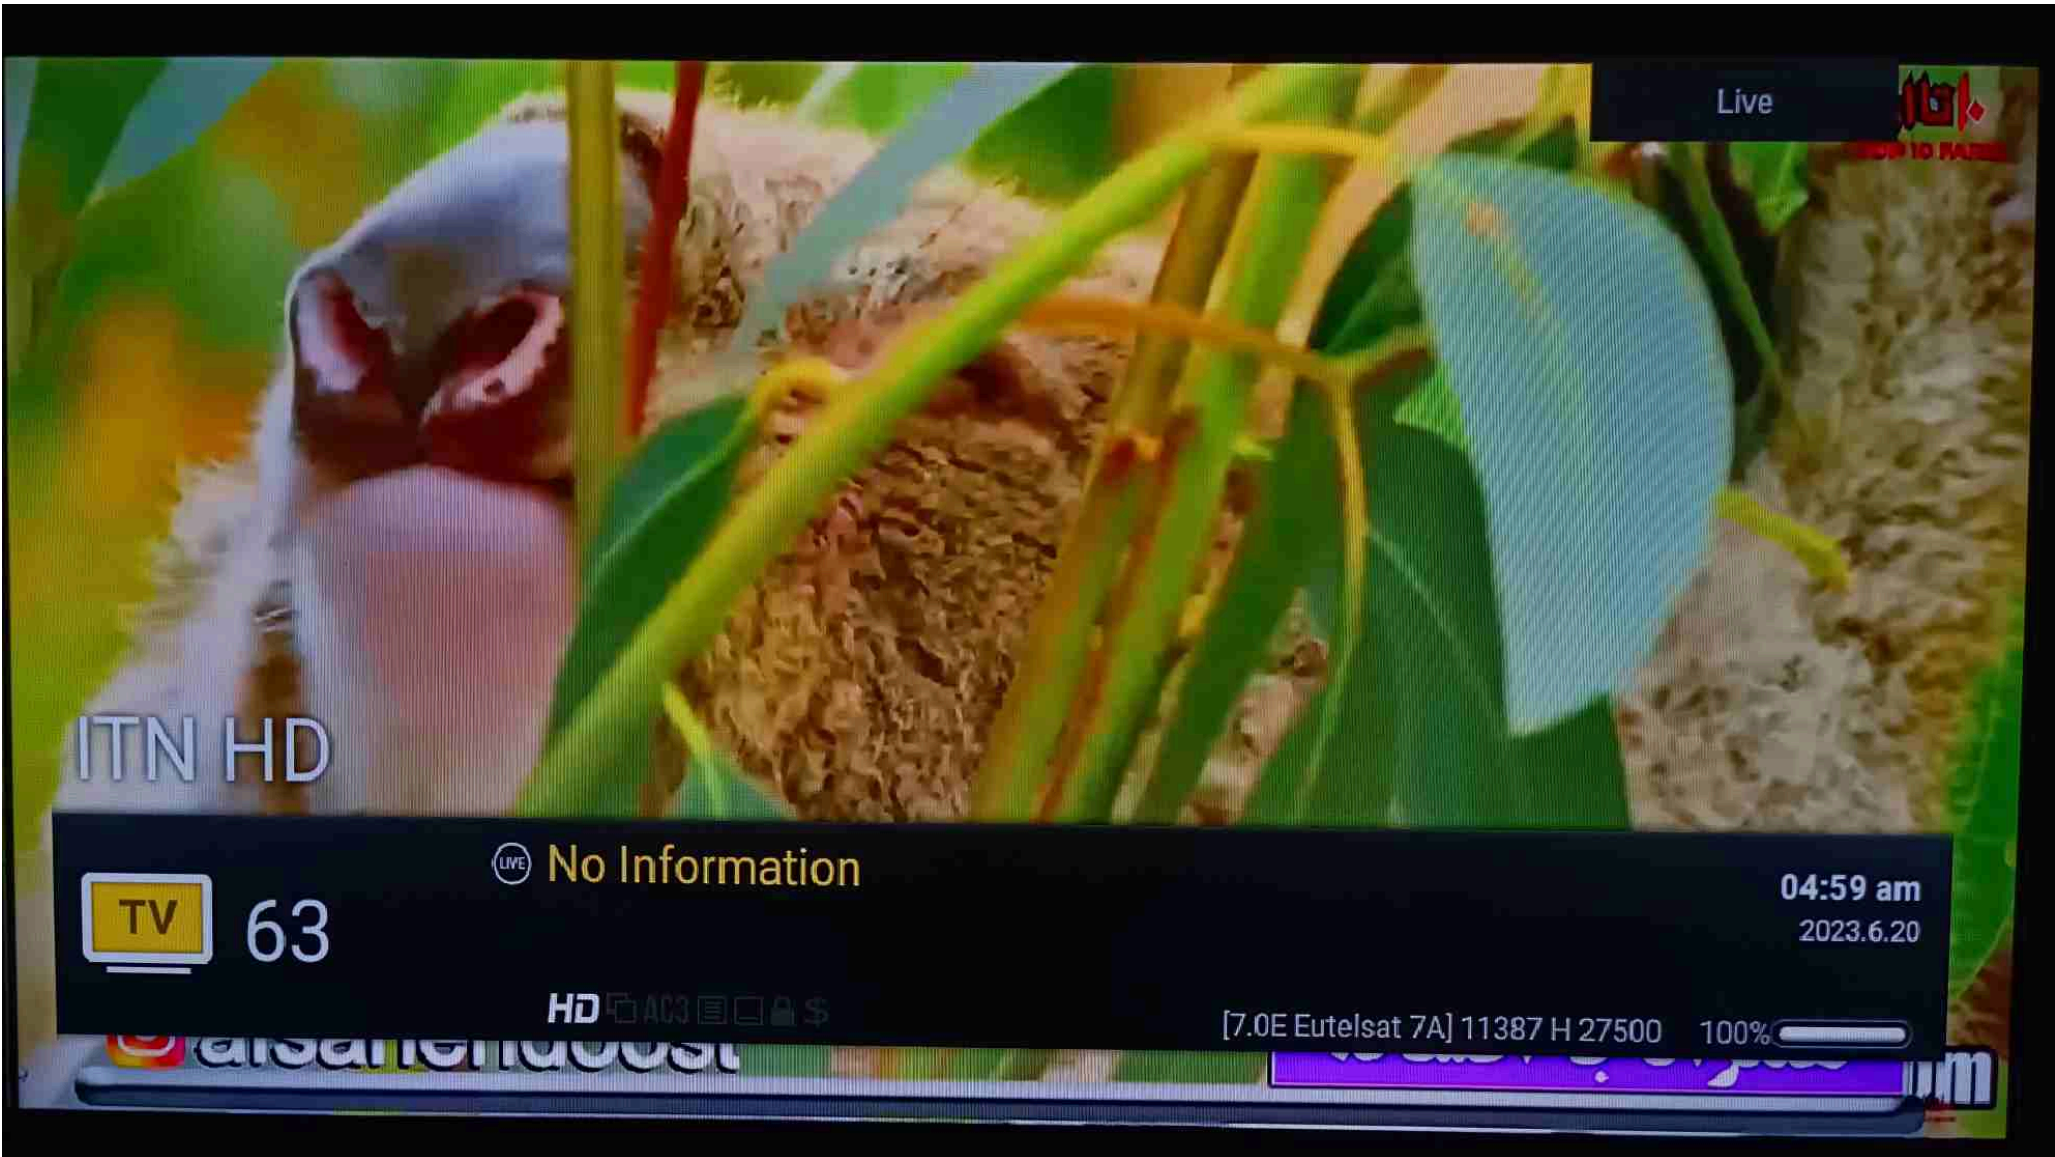 Live
ITN HD
LIVE No Information
TV 63
04:59 am
2023.6.20
HD AC3 $
[7.0E Eutelsat 7A] 11387 H 27500 100%